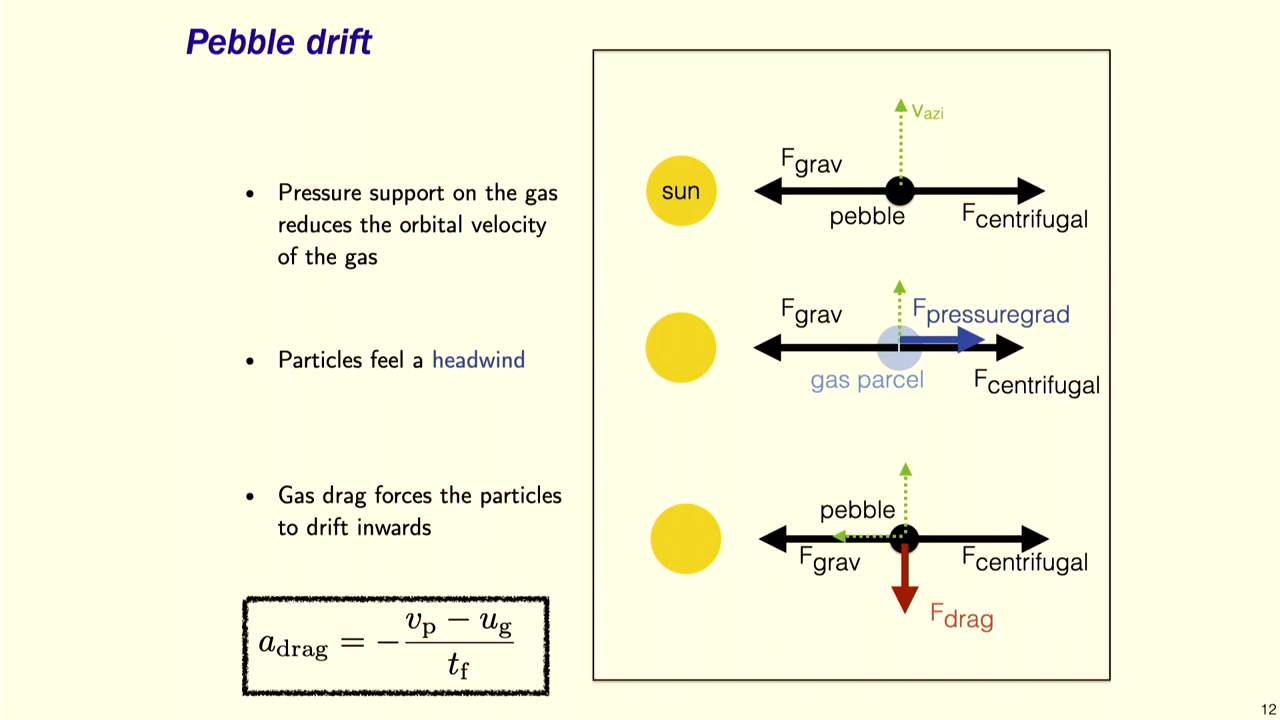 Pebble drift
• Pressure support on the gas
reduces the orbital velocity
of the gas
• Particles feel a headwind
• Gas drag forces the particles
to drift inwards
a_drag = − (v_p − u_g) / t_f
v_azi
F_grav
sun
pebble
F_centrifugal
F_grav
F_pressuregrad
gas parcel
F_centrifugal
pebble
F_grav
F_centrifugal
F_drag
12